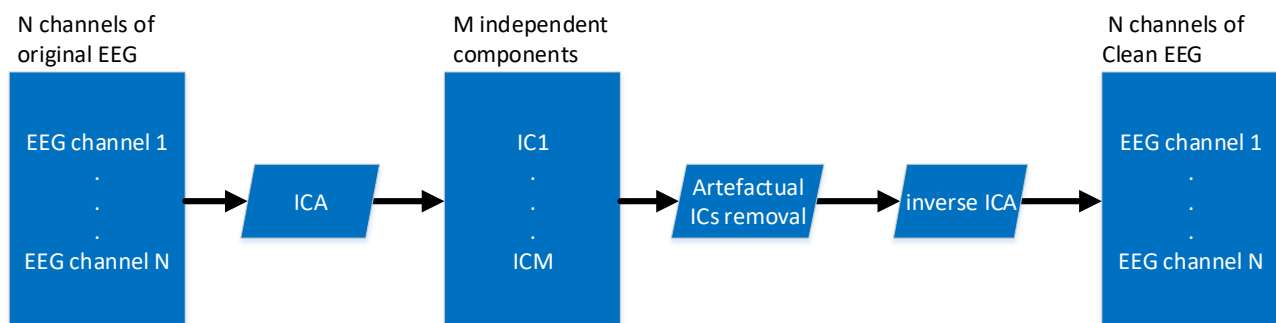 N channels of
original EEG
EEG channel 1
.
.
.
EEG channel N
ICA
M independent
components
IC1
.
.
.
ICM
Artefactual
ICs removal
inverse ICA
N channels of
Clean EEG
EEG channel 1
.
.
.
EEG channel N